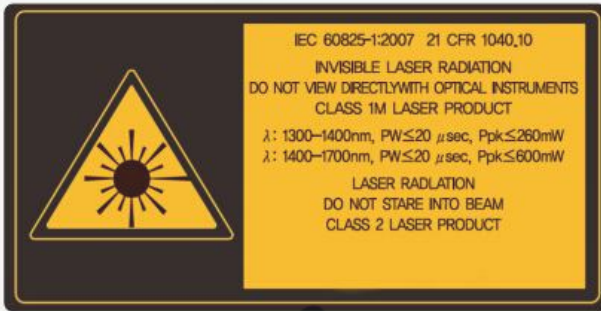 IEC 60825-1:2007 21 CFR 1040.10
INVISIBLE LASER RADIATION
DO NOT VIEW DIRECTLYWITH OPTICAL INSTRUMENTS
CLASS 1M LASER PRODUCT
λ: 1300-1400nm, PW≤20 μsec, Ppk≤260mW
λ: 1400-1700nm, PW≤20 μsec, Ppk≤600mW
LASER RADLATION
DO NOT STARE INTO BEAM
CLASS 2 LASER PRODUCT